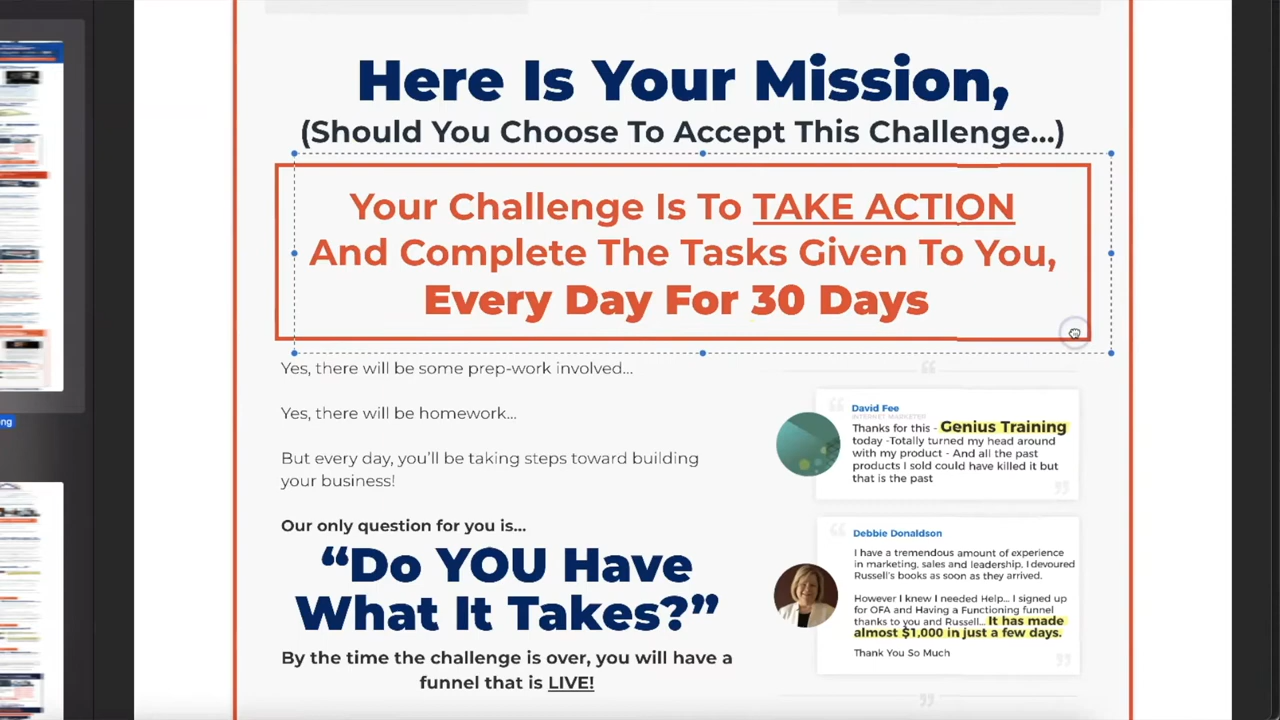 Here Is Your Mission,
(Should You Choose To Accept This Challenge...)
Your Challenge Is To TAKE ACTION
And Complete The Tasks Given To You,
Every Day For 30 Days
Yes, there will be some prep-work involved...
Yes, there will be homework...
But every day, you'll be taking steps toward building
your business!
Our only question for you is...
“Do YOU Have
What It Takes?”
By the time the challenge is over, you will have a
funnel that is LIVE!
David Fee
INTERNET MARKETER
Thanks for this - Genius Training
today -Totally turned my head around
with my product - And all the past
products I sold could have killed it but
that is the past
Debbie Donaldson
I have a tremendous amount of experience
in marketing, sales and leadership, I devoured
Russell's books as soon as they arrived.
However I knew I needed Help... I signed up
for OFA and Having a Functioning funnel
thanks to you and Russell... It has made
almost $1,000 in just a few days.
Thank You So Much
ong